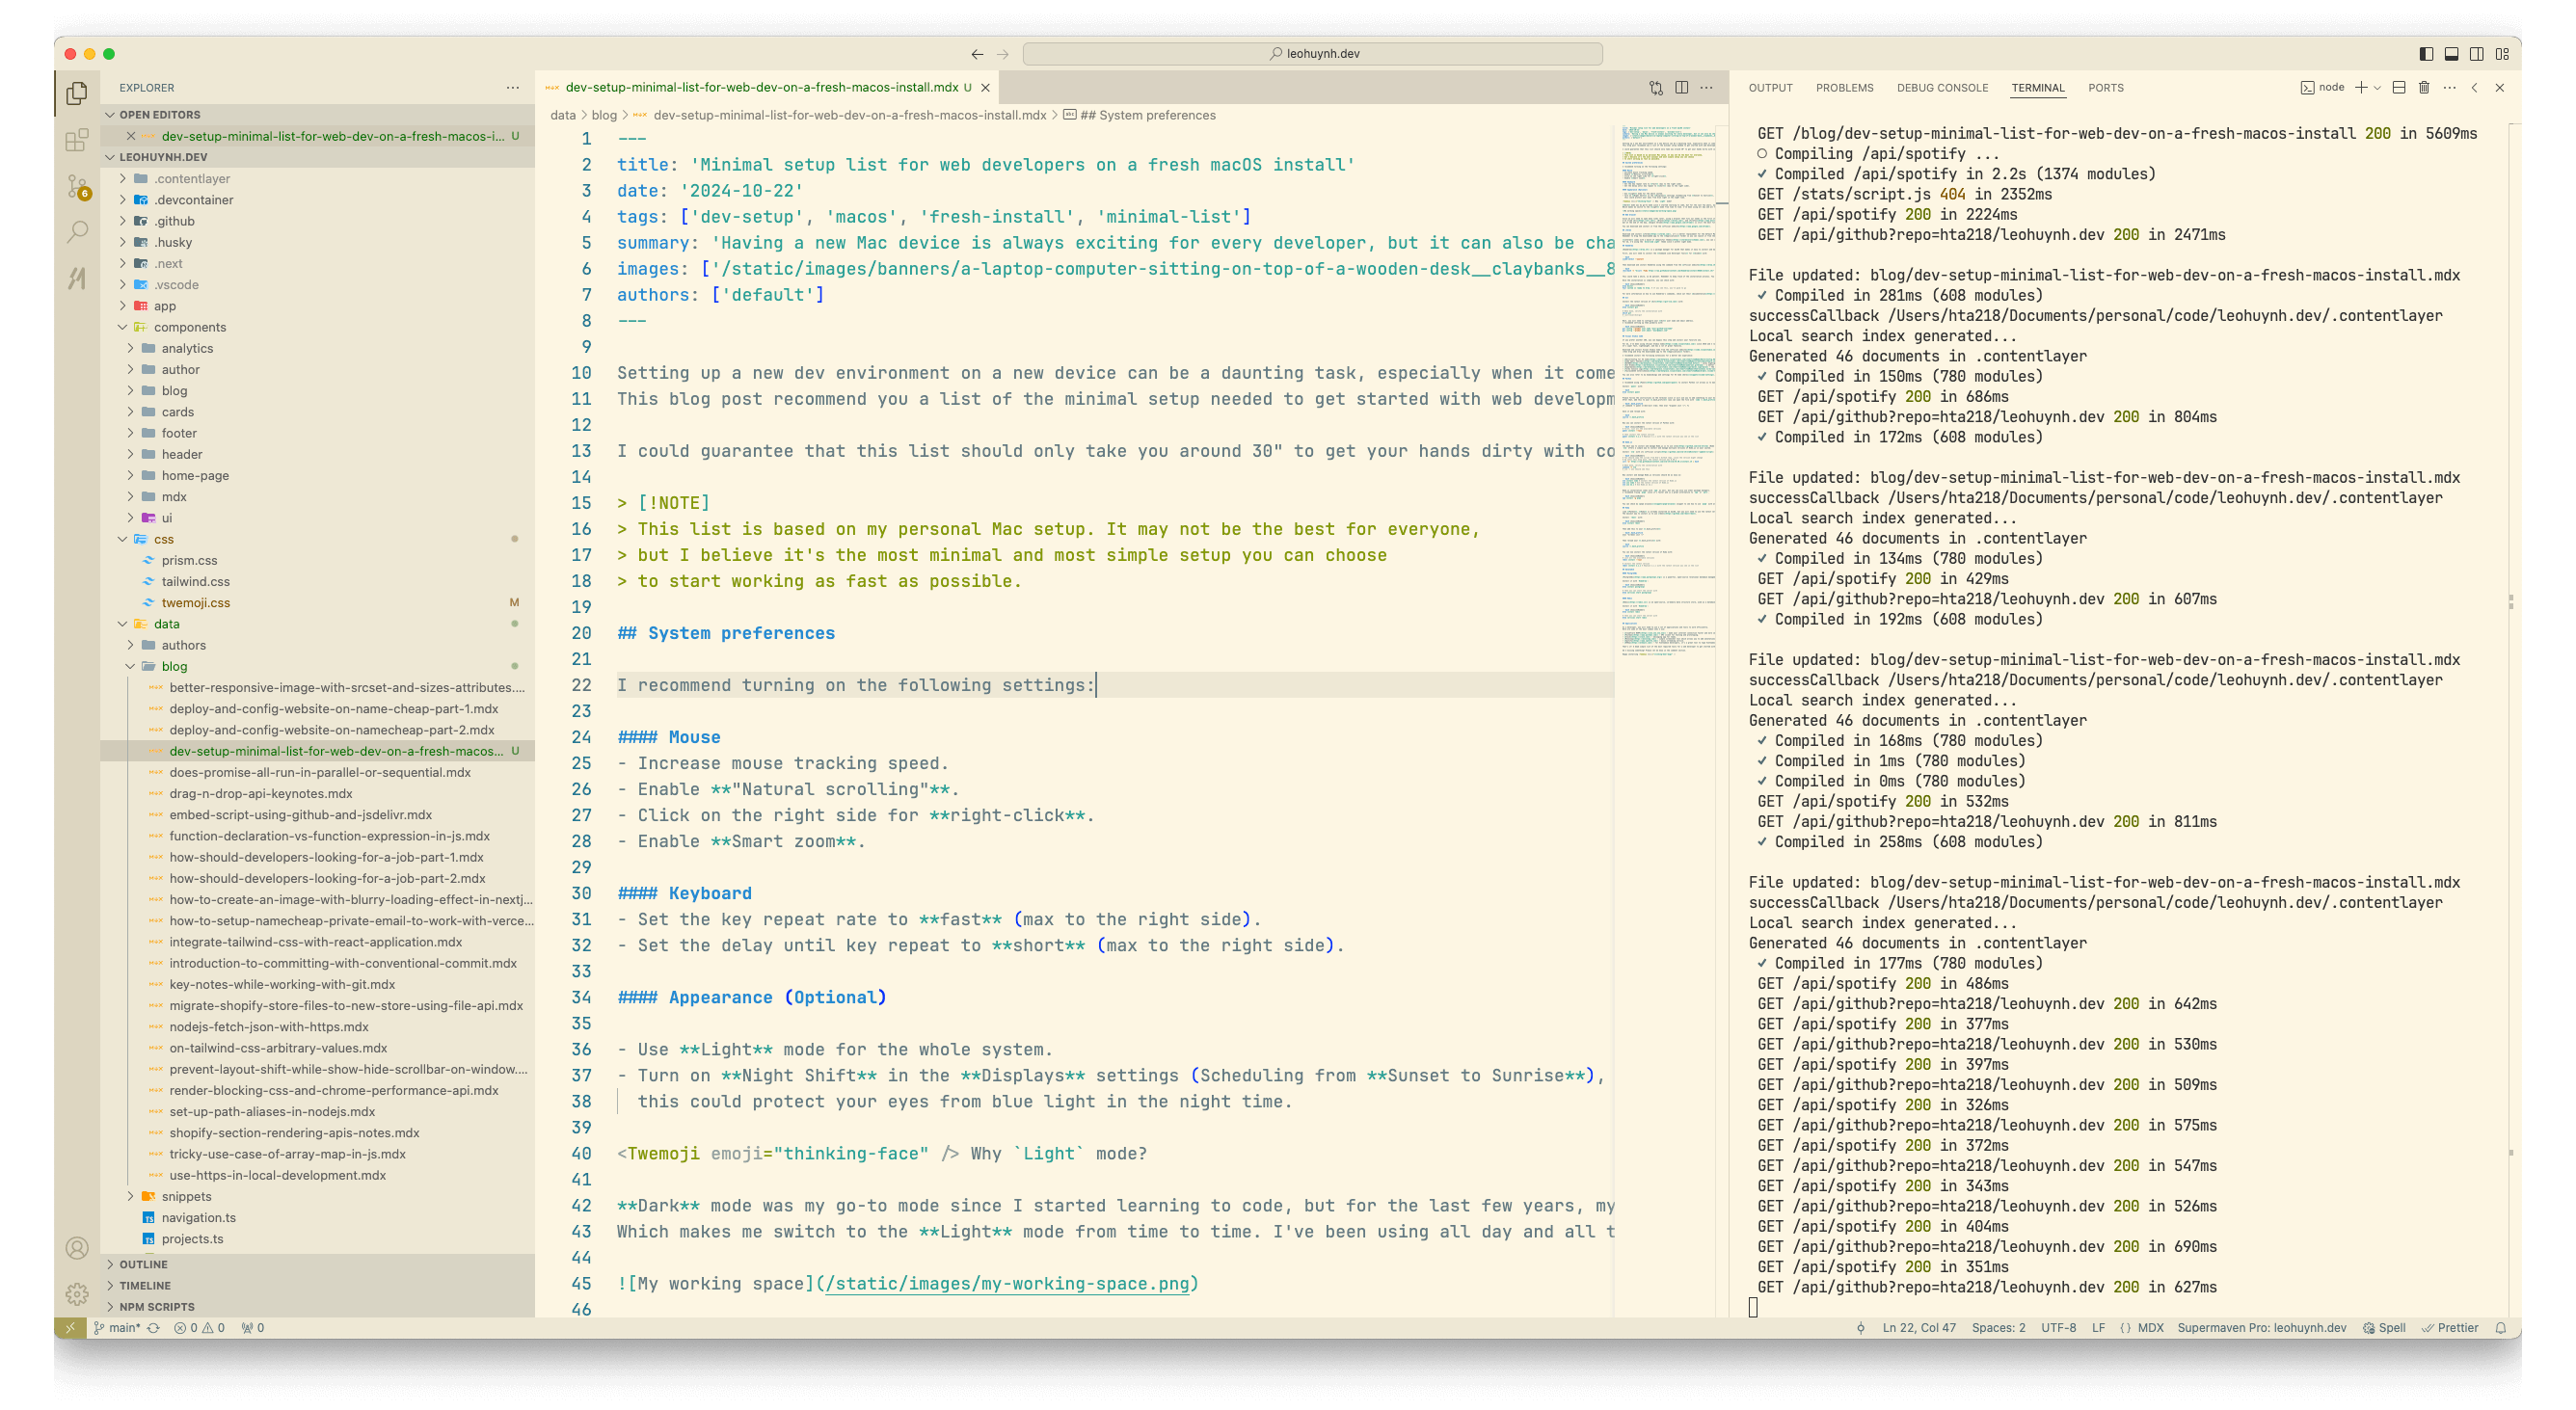 leohuynh.dev
EXPLORER
OPEN EDITORS
dev-setup-minimal-list-for-web-dev-on-a-fresh-macos-i... U
LEOHUYNH.DEV
.contentlayer
.devcontainer
.github
.husky
.next
.vscode
app
components
analytics
author
blog
cards
footer
header
home-page
mdx
ui
css
prism.css
tailwind.css
twemoji.css M
data
authors
blog
better-responsive-image-with-srcset-and-sizes-attributes....
deploy-and-config-website-on-name-cheap-part-1.mdx
deploy-and-config-website-on-namecheap-part-2.mdx
dev-setup-minimal-list-for-web-dev-on-a-fresh-macos... U
does-promise-all-run-in-parallel-or-sequential.mdx
drag-n-drop-api-keynotes.mdx
embed-script-using-github-and-jsdelivr.mdx
function-declaration-vs-function-expression-in-js.mdx
how-should-developers-looking-for-a-job-part-1.mdx
how-should-developers-looking-for-a-job-part-2.mdx
how-to-create-an-image-with-blurry-loading-effect-in-nextj...
how-to-setup-namecheap-private-email-to-work-with-verce...
integrate-tailwind-css-with-react-application.mdx
introduction-to-committing-with-conventional-commit.mdx
key-notes-while-working-with-git.mdx
migrate-shopify-store-files-to-new-store-using-file-api.mdx
nodejs-fetch-json-with-https.mdx
on-tailwind-css-arbitrary-values.mdx
prevent-layout-shift-while-show-hide-scrollbar-on-window....
render-blocking-css-and-chrome-performance-api.mdx
set-up-path-aliases-in-nodejs.mdx
shopify-section-rendering-apis-notes.mdx
tricky-use-case-of-array-map-in-js.mdx
use-https-in-local-development.mdx
snippets
navigation.ts
projects.ts
OUTLINE
TIMELINE
NPM SCRIPTS
6
dev-setup-minimal-list-for-web-dev-on-a-fresh-macos-install.mdx U
data > blog > dev-setup-minimal-list-for-web-dev-on-a-fresh-macos-install.mdx > ## System preferences
1 ---
2 title: 'Minimal setup list for web developers on a fresh macOS install'
3 date: '2024-10-22'
4 tags: ['dev-setup', 'macos', 'fresh-install', 'minimal-list']
5 summary: 'Having a new Mac device is always exciting for every developer, but it can also be cha
6 images: ['/static/images/banners/a-laptop-computer-sitting-on-top-of-a-wooden-desk__claybanks__8
7 authors: ['default']
8 ---
9
10 Setting up a new dev environment on a new device can be a daunting task, especially when it come
11 This blog post recommend you a list of the minimal setup needed to get started with web developm
12
13 I could guarantee that this list should only take you around 30" to get your hands dirty with co
14
15 > [!NOTE]
16 > This list is based on my personal Mac setup. It may not be the best for everyone,
17 > but I believe it's the most minimal and most simple setup you can choose
18 > to start working as fast as possible.
19
20 ## System preferences
21
22 I recommend turning on the following settings:
23
24 #### Mouse
25 - Increase mouse tracking speed.
26 - Enable **"Natural scrolling"**.
27 - Click on the right side for **right-click**.
28 - Enable **Smart zoom**.
29
30 #### Keyboard
31 - Set the key repeat rate to **fast** (max to the right side).
32 - Set the delay until key repeat to **short** (max to the right side).
33
34 #### Appearance (Optional)
35
36 - Use **Light** mode for the whole system.
37 - Turn on **Night Shift** in the **Displays** settings (Scheduling from **Sunset to Sunrise**),
38 this could protect your eyes from blue light in the night time.
39
40 <Twemoji emoji="thinking-face" /> Why `Light` mode?
41
42 **Dark** mode was my go-to mode since I started learning to code, but for the last few years, my
43 Which makes me switch to the **Light** mode from time to time. I've been using all day and all t
44
45 ![My working space](/static/images/my-working-space.png)
46
OUTPUT PROBLEMS DEBUG CONSOLE TERMINAL PORTS
node
GET /blog/dev-setup-minimal-list-for-web-dev-on-a-fresh-macos-install 200 in 5609ms
○ Compiling /api/spotify ...
✓ Compiled /api/spotify in 2.2s (1374 modules)
GET /stats/script.js 404 in 2352ms
GET /api/spotify 200 in 2224ms
GET /api/github?repo=hta218/leohuynh.dev 200 in 2471ms
File updated: blog/dev-setup-minimal-list-for-web-dev-on-a-fresh-macos-install.mdx
✓ Compiled in 281ms (608 modules)
successCallback /Users/hta218/Documents/personal/code/leohuynh.dev/.contentlayer
Local search index generated...
Generated 46 documents in .contentlayer
✓ Compiled in 150ms (780 modules)
GET /api/spotify 200 in 686ms
GET /api/github?repo=hta218/leohuynh.dev 200 in 804ms
✓ Compiled in 172ms (608 modules)
File updated: blog/dev-setup-minimal-list-for-web-dev-on-a-fresh-macos-install.mdx
successCallback /Users/hta218/Documents/personal/code/leohuynh.dev/.contentlayer
Local search index generated...
Generated 46 documents in .contentlayer
✓ Compiled in 134ms (780 modules)
GET /api/spotify 200 in 429ms
GET /api/github?repo=hta218/leohuynh.dev 200 in 607ms
✓ Compiled in 192ms (608 modules)
File updated: blog/dev-setup-minimal-list-for-web-dev-on-a-fresh-macos-install.mdx
successCallback /Users/hta218/Documents/personal/code/leohuynh.dev/.contentlayer
Local search index generated...
Generated 46 documents in .contentlayer
✓ Compiled in 168ms (780 modules)
✓ Compiled in 1ms (780 modules)
✓ Compiled in 0ms (780 modules)
GET /api/spotify 200 in 532ms
GET /api/github?repo=hta218/leohuynh.dev 200 in 811ms
✓ Compiled in 258ms (608 modules)
File updated: blog/dev-setup-minimal-list-for-web-dev-on-a-fresh-macos-install.mdx
successCallback /Users/hta218/Documents/personal/code/leohuynh.dev/.contentlayer
Local search index generated...
Generated 46 documents in .contentlayer
✓ Compiled in 177ms (780 modules)
GET /api/spotify 200 in 486ms
GET /api/github?repo=hta218/leohuynh.dev 200 in 642ms
GET /api/spotify 200 in 377ms
GET /api/github?repo=hta218/leohuynh.dev 200 in 530ms
GET /api/spotify 200 in 397ms
GET /api/github?repo=hta218/leohuynh.dev 200 in 509ms
GET /api/spotify 200 in 326ms
GET /api/github?repo=hta218/leohuynh.dev 200 in 575ms
GET /api/spotify 200 in 372ms
GET /api/github?repo=hta218/leohuynh.dev 200 in 547ms
GET /api/spotify 200 in 343ms
GET /api/github?repo=hta218/leohuynh.dev 200 in 526ms
GET /api/spotify 200 in 404ms
GET /api/github?repo=hta218/leohuynh.dev 200 in 690ms
GET /api/spotify 200 in 351ms
GET /api/github?repo=hta218/leohuynh.dev 200 in 627ms
main* 0 0 0
Ln 22, Col 47 Spaces: 2 UTF-8 LF {} MDX Supermaven Pro: leohuynh.dev Spell Prettier